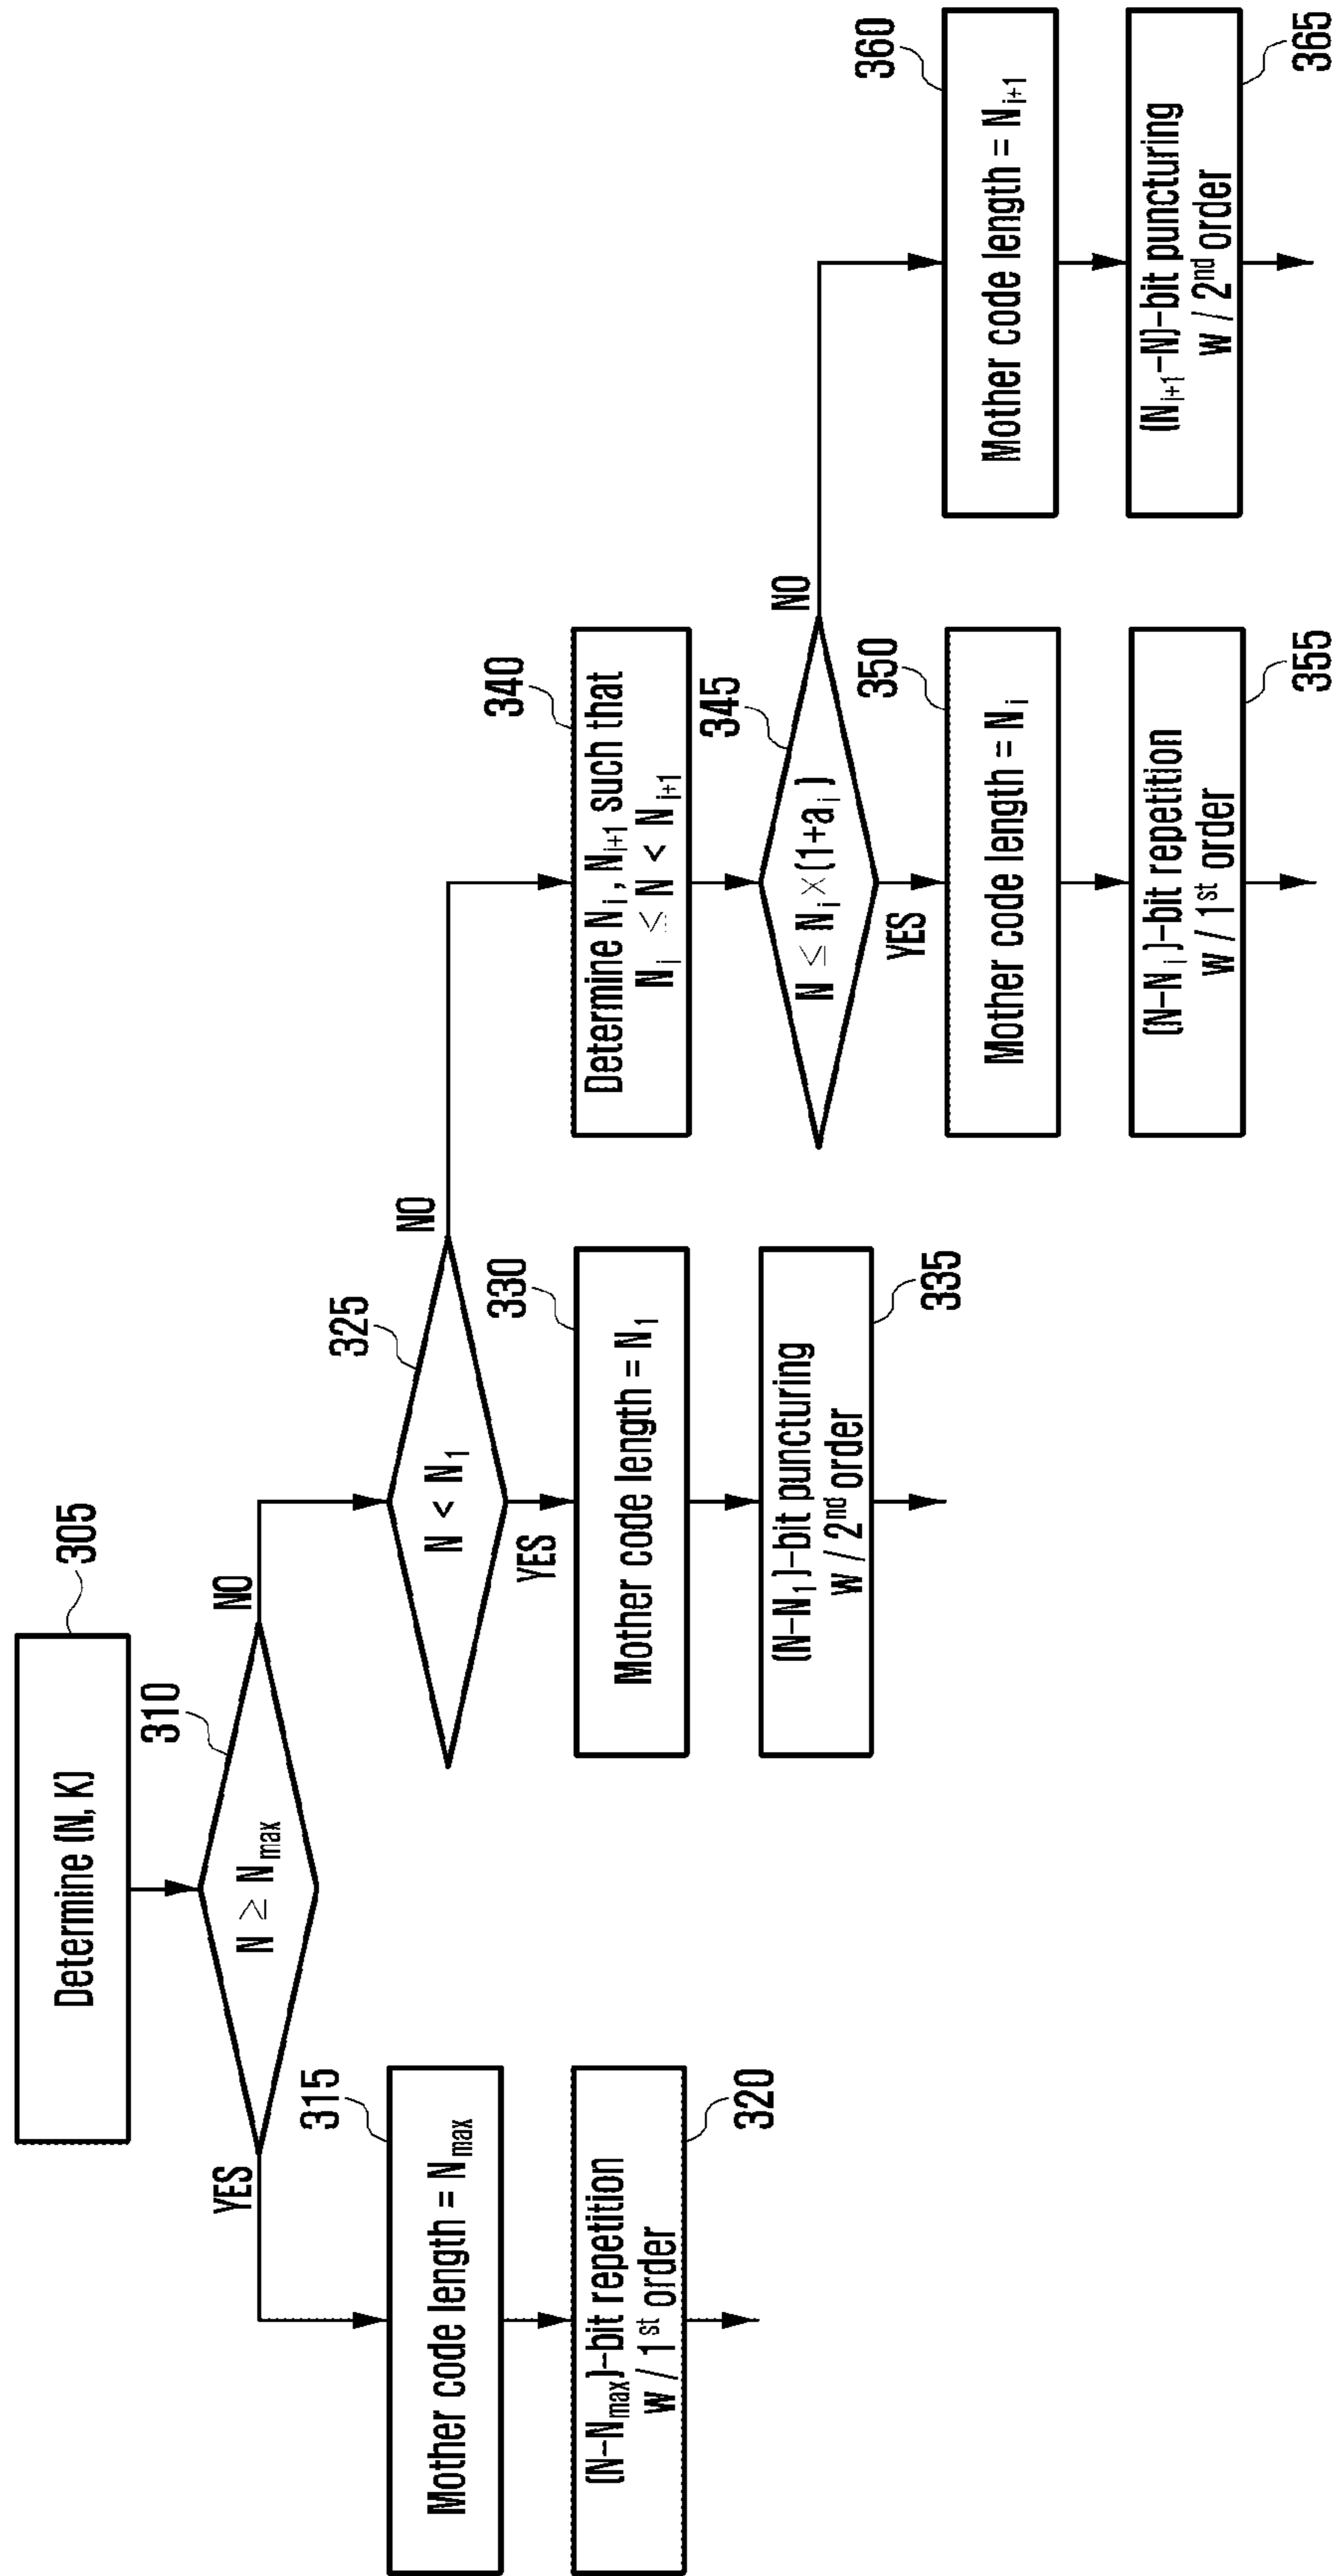 305
Determine (N, K)
310
N ≥ N_max
YES
NO
315
Mother code length = N_max
320
(N-N_max)-bit repetition
w / 1st order
325
N < N_1
YES
NO
330
Mother code length = N_1
335
(N-N_1)-bit puncturing
w / 2nd order
340
Determine N_i, N_i+1 such that
N_i ≤ N < N_i+1
345
N ≤ N_i×(1+a_i)
YES
NO
350
Mother code length = N_i
355
(N-N_i)-bit repetition
w / 1st order
360
Mother code length = N_i+1
365
(N_i+1-N)-bit puncturing
w / 2nd order